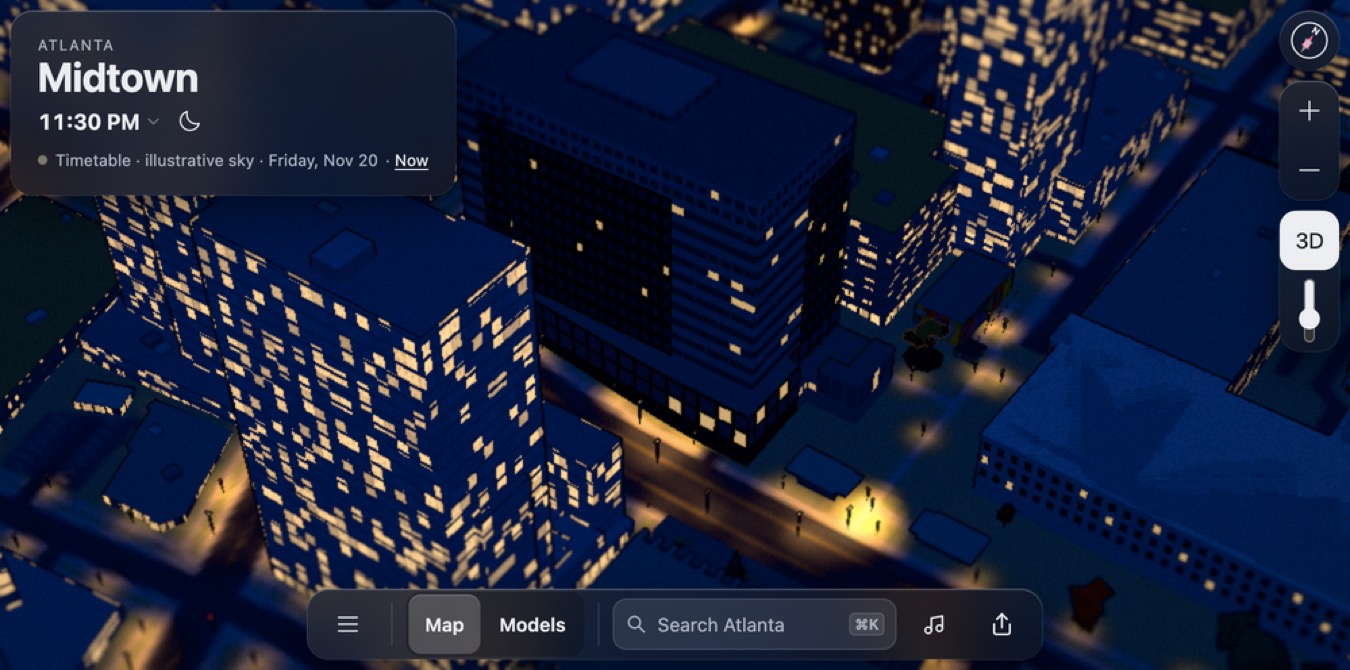 ATLANTA
Midtown
11:30 PM
Timetable · illustrative sky · Friday, Nov 20 · Now
N
3D
Map Models Search Atlanta ⌘K